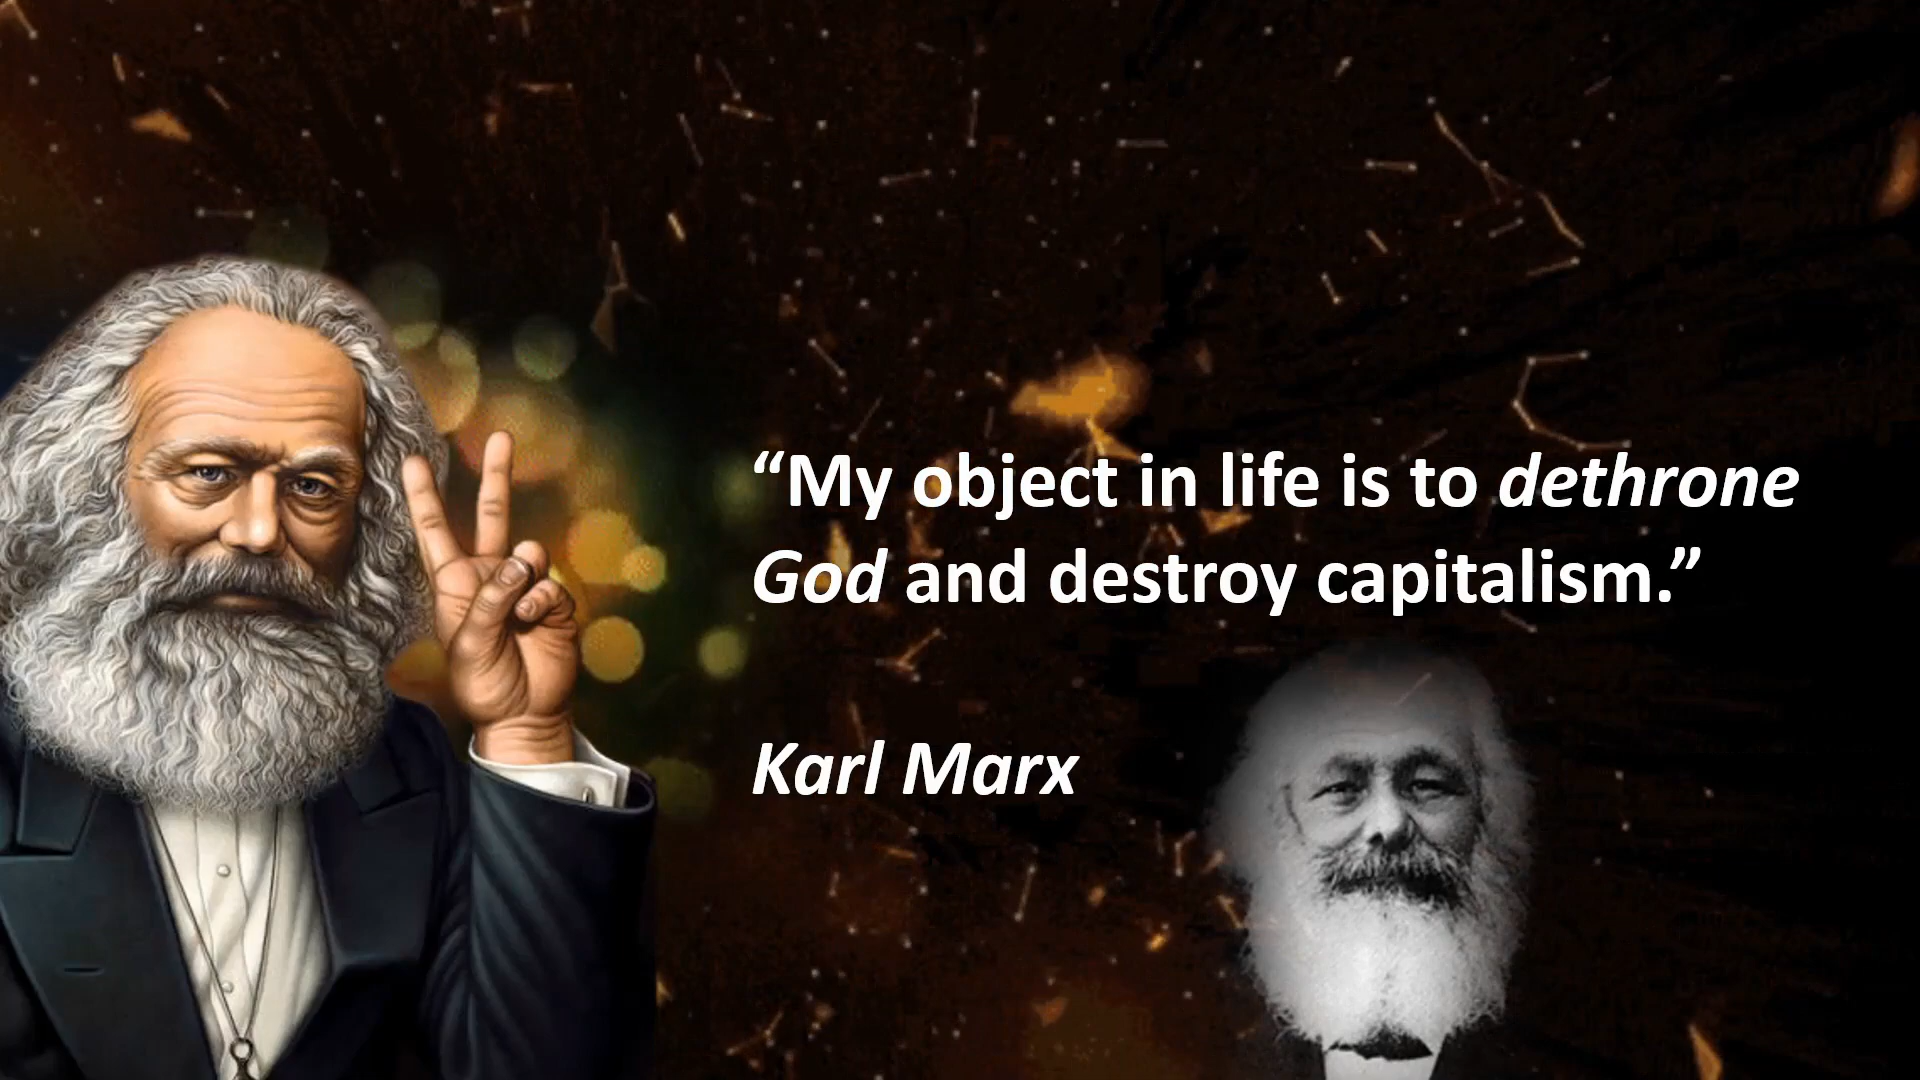 “My object in life is to dethrone
God and destroy capitalism.”
Karl Marx